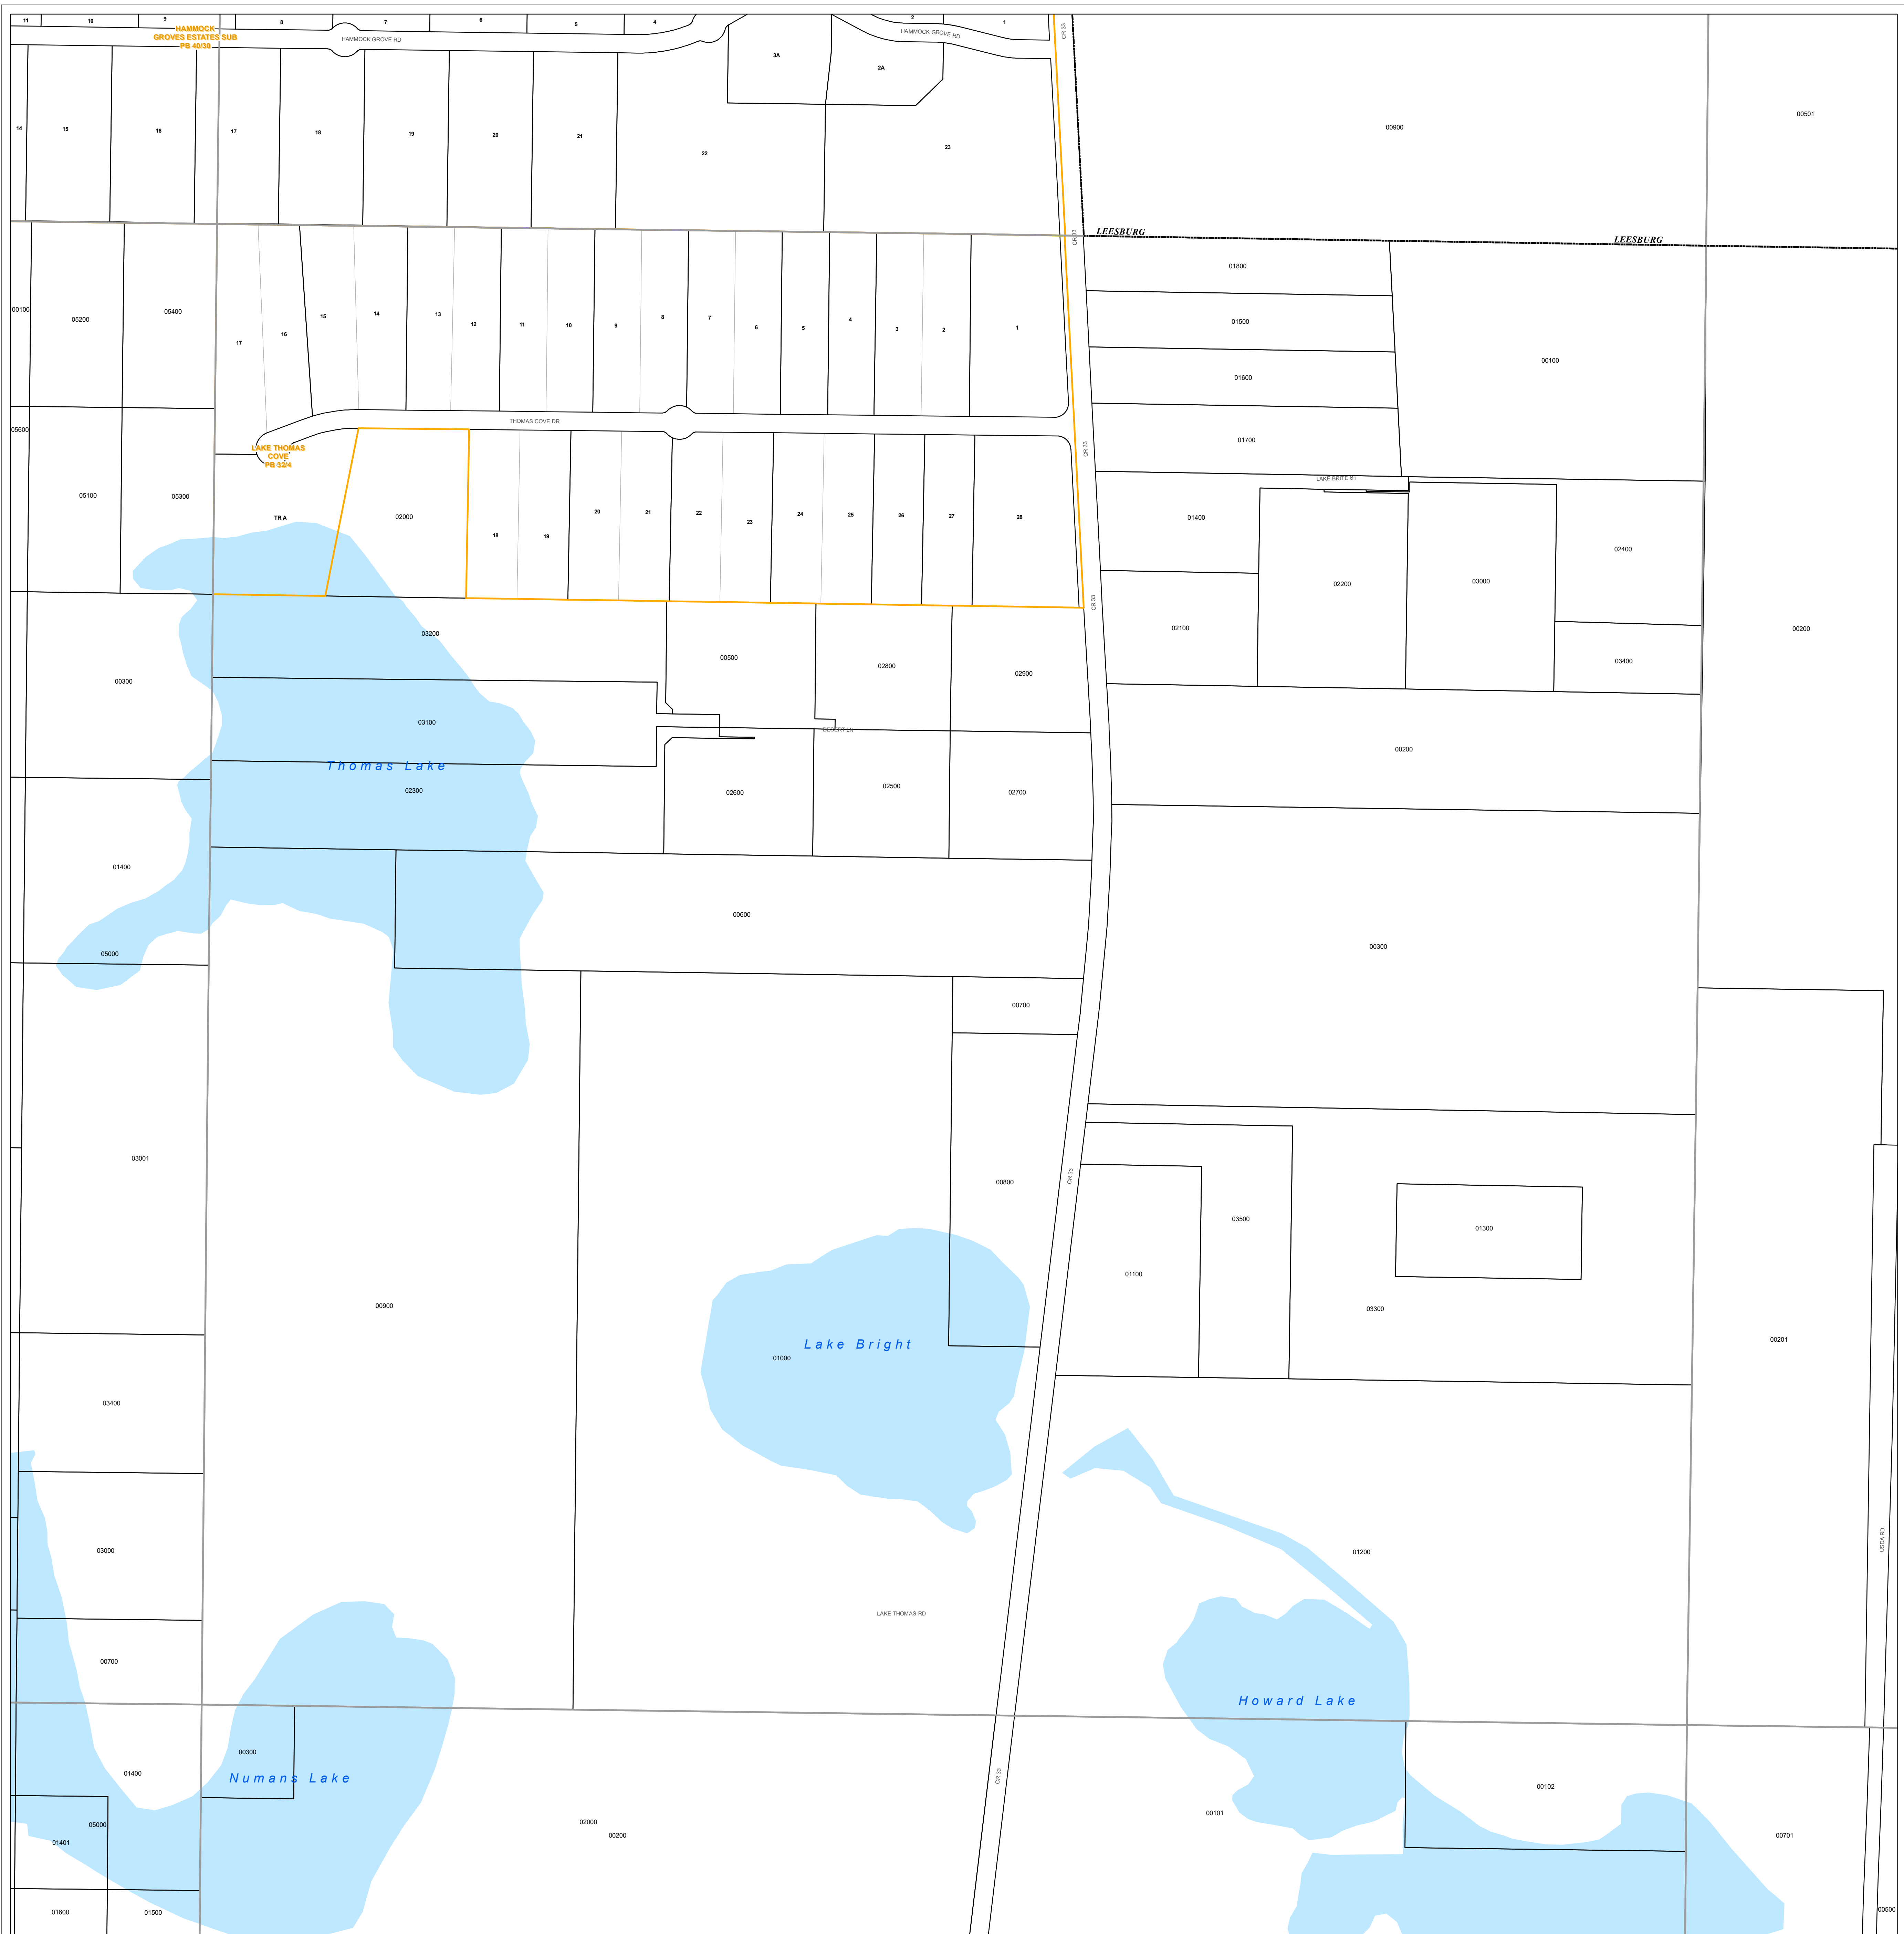 11 10 9 8 7 6 5 4 2 1
HAMMOCK
GROVES ESTATES SUB
PB 40/30
HAMMOCK GROVE RD
HAMMOCK GROVE RD
CR 33
3A
2A
00501
14 15 16 17 18 19 20 21 22 23
00900
LEESBURG
LEESBURG
CR 33
01800
00100
05200
05400
17 16 15 14 13 12 11 10 9 8 7 6 5 4 3 2 1
01500
00100
01600
THOMAS COVE DR
05600
01700
CR 33
LAKE THOMAS
COVE
PB 32/4
LAKE BRITE ST
05100
05300
TR A
02000
18 19 20 21 22 23 24 25 26 27 28
01400
02200
03000
02400
CR 33
03200
00500
02800
02900
02100
03400
00200
00300
03100
DESERT LN
00200
Thomas Lake
02300
02600
02500
02700
01400
00600
00300
05000
00700
03001
00800
CR 33
03500
01300
01100
00900
03300
00201
Lake Bright
01000
03400
03000
01200
USDA RD
LAKE THOMAS RD
00700
Howard Lake
00300
01400
Numans Lake
CR 33
00102
00101
05000
01401
02000
00200
00701
01600
01500
00500